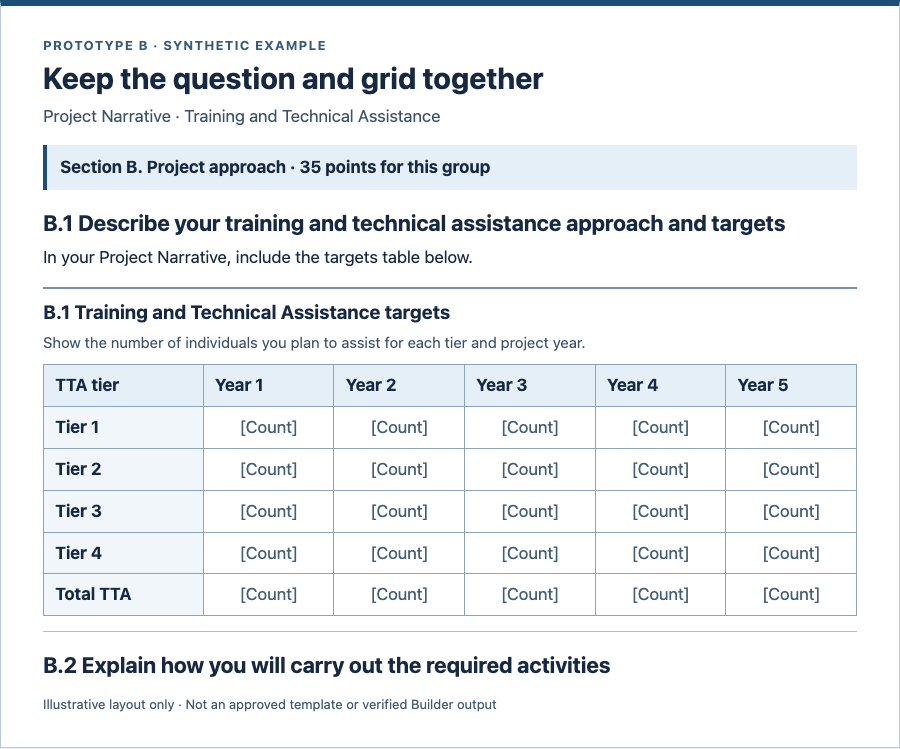 PROTOTYPE B · SYNTHETIC EXAMPLE
Keep the question and grid together
Project Narrative · Training and Technical Assistance
Section B. Project approach · 35 points for this group
B.1 Describe your training and technical assistance approach and targets
In your Project Narrative, include the targets table below.
B.1 Training and Technical Assistance targets
Show the number of individuals you plan to assist for each tier and project year.
TTA tier Year 1 Year 2 Year 3 Year 4 Year 5
Tier 1 [Count] [Count] [Count] [Count] [Count]
Tier 2 [Count] [Count] [Count] [Count] [Count]
Tier 3 [Count] [Count] [Count] [Count] [Count]
Tier 4 [Count] [Count] [Count] [Count] [Count]
Total TTA [Count] [Count] [Count] [Count] [Count]
B.2 Explain how you will carry out the required activities
Illustrative layout only · Not an approved template or verified Builder output